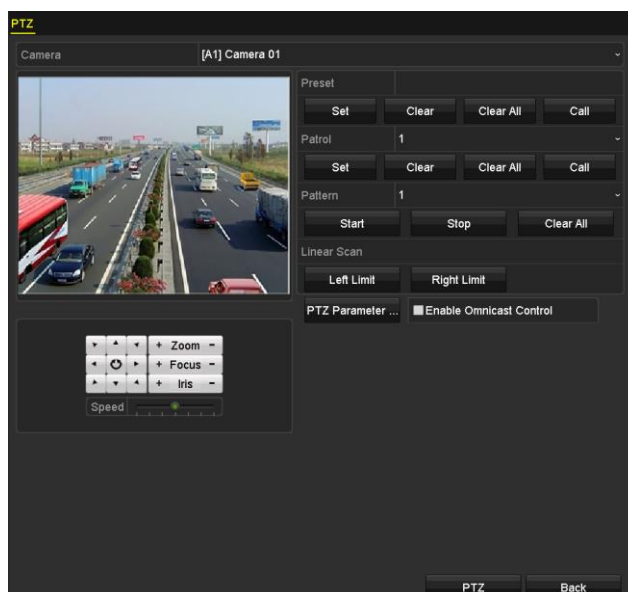 PTZ
Camera [A1] Camera 01
Preset
Set Clear Clear All Call
Patrol 1
Set Clear Clear All Call
Pattern 1
Start Stop Clear All
Linear Scan
Left Limit Right Limit
PTZ Parameter ... Enable Omnicast Control
+ Zoom -
+ Focus -
+ Iris -
Speed
PTZ Back